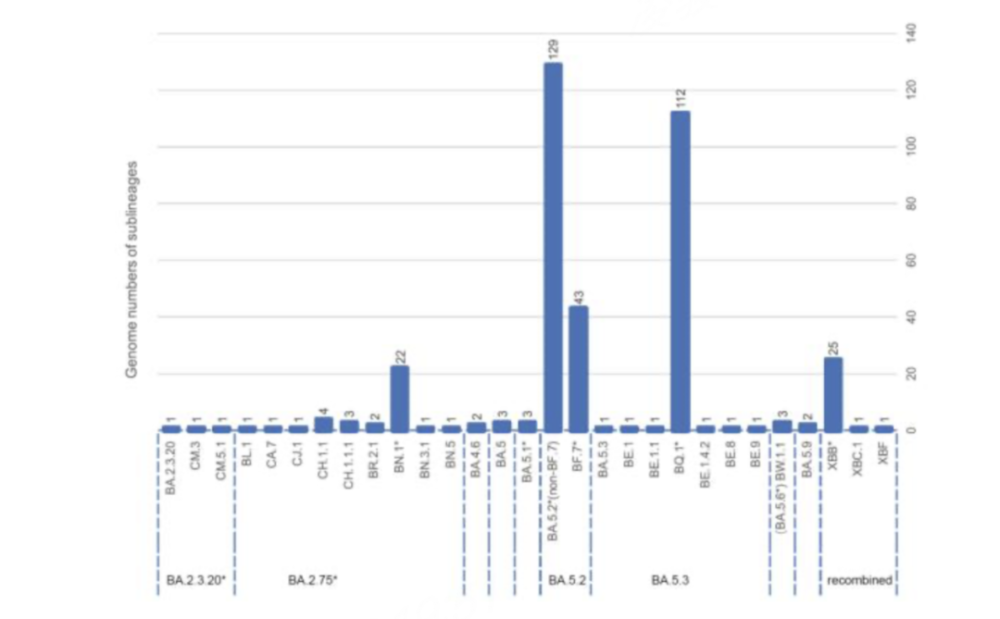 Genome numbers of sublineages
140
120
100
80
60
40
20
0
1
1
1
1
1
1
4
3
2
22
1
1
2
3
3
129
43
1
1
1
112
1
1
1
3
2
25
1
1
BA.2.3.20
CM.3
CM.5.1
BL.1
CA.7
CJ.1
CH.1.1
CH.1.1.1
BR.2.1
BN.1*
BN.3.1
BN.5
BA.4.6
BA.5
BA.5.1*
BA.5.2*(non-BF.7)
BF.7*
BA.5.3
BE.1
BE.1.1
BQ.1*
BE.1.4.2
BE.8
BE.9
(BA.5.6*) BW.1.1
BA.5.9
XBB*
XBC.1
XBF
BA.2.3.20*
BA.2.75*
BA.5.2
BA.5.3
recombined